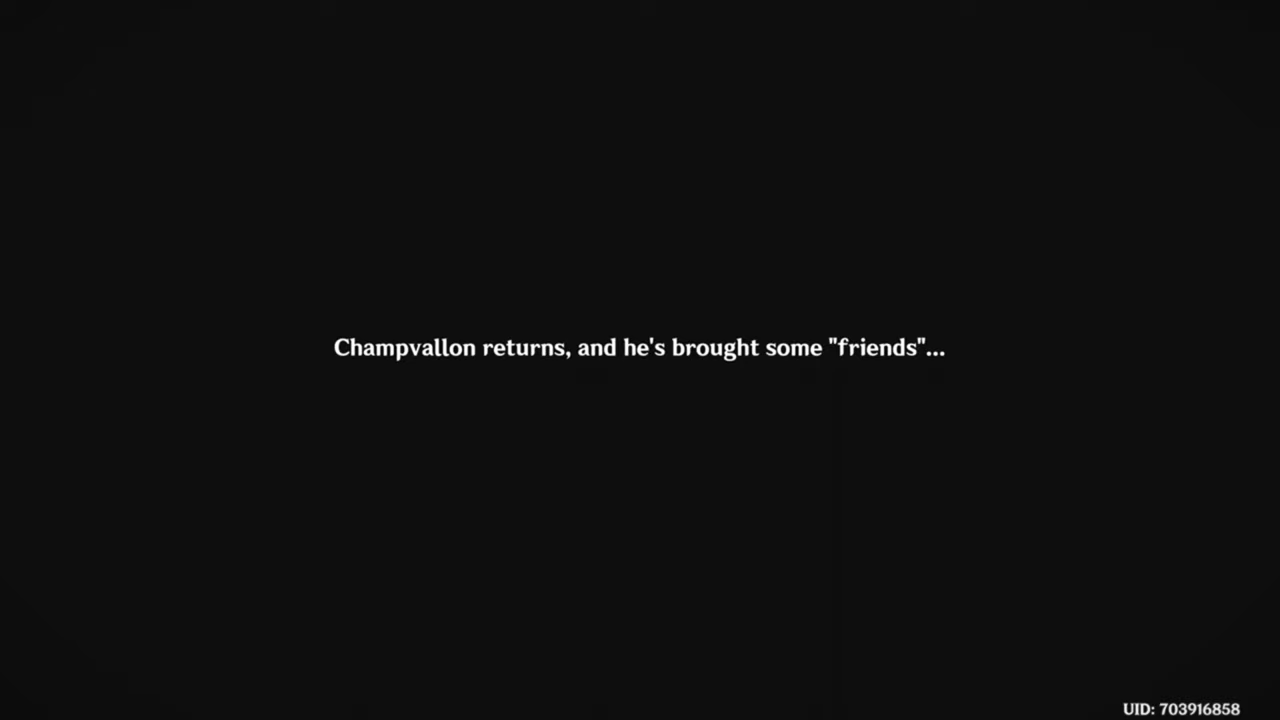 Champvallon returns, and he's brought some "friends"...
UID: 703916858